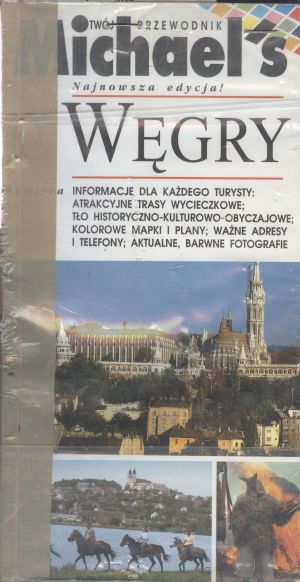 TWÓJ PRZEWODNIK
Michael's
Najnowsza edycja!
WĘGRY
INFORMACJE DLA KAŻDEGO TURYSTY:
ATRAKCYJNE TRASY WYCIECZKOWE;
TŁO HISTORYCZNO-KULTUROWO-OBYCZAJOWE;
KOLOROWE MAPKI I PLANY; WAŻNE ADRESY
I TELEFONY; AKTUALNE, BARWNE FOTOGRAFIE